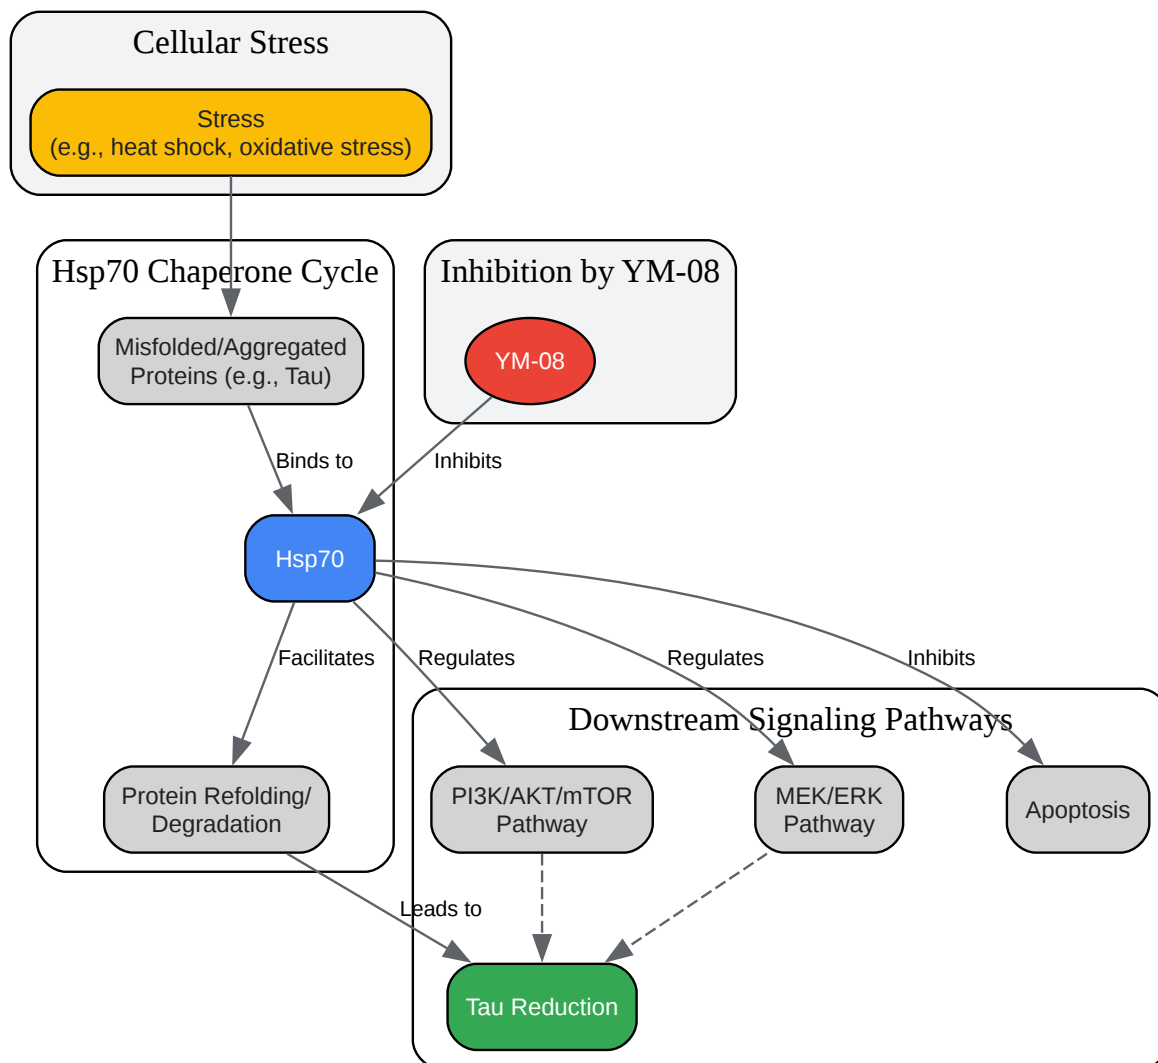 Cellular Stress
Stress
(e.g., heat shock, oxidative stress)
Hsp70 Chaperone Cycle
Inhibition by YM-08
Misfolded/Aggregated
Proteins (e.g., Tau)
YM-08
Binds to
Inhibits
Hsp70
Facilitates
Regulates
Regulates
Inhibits
Downstream Signaling Pathways
Protein Refolding/
Degradation
PI3K/AKT/mTOR
Pathway
MEK/ERK
Pathway
Apoptosis
Leads to
Tau Reduction